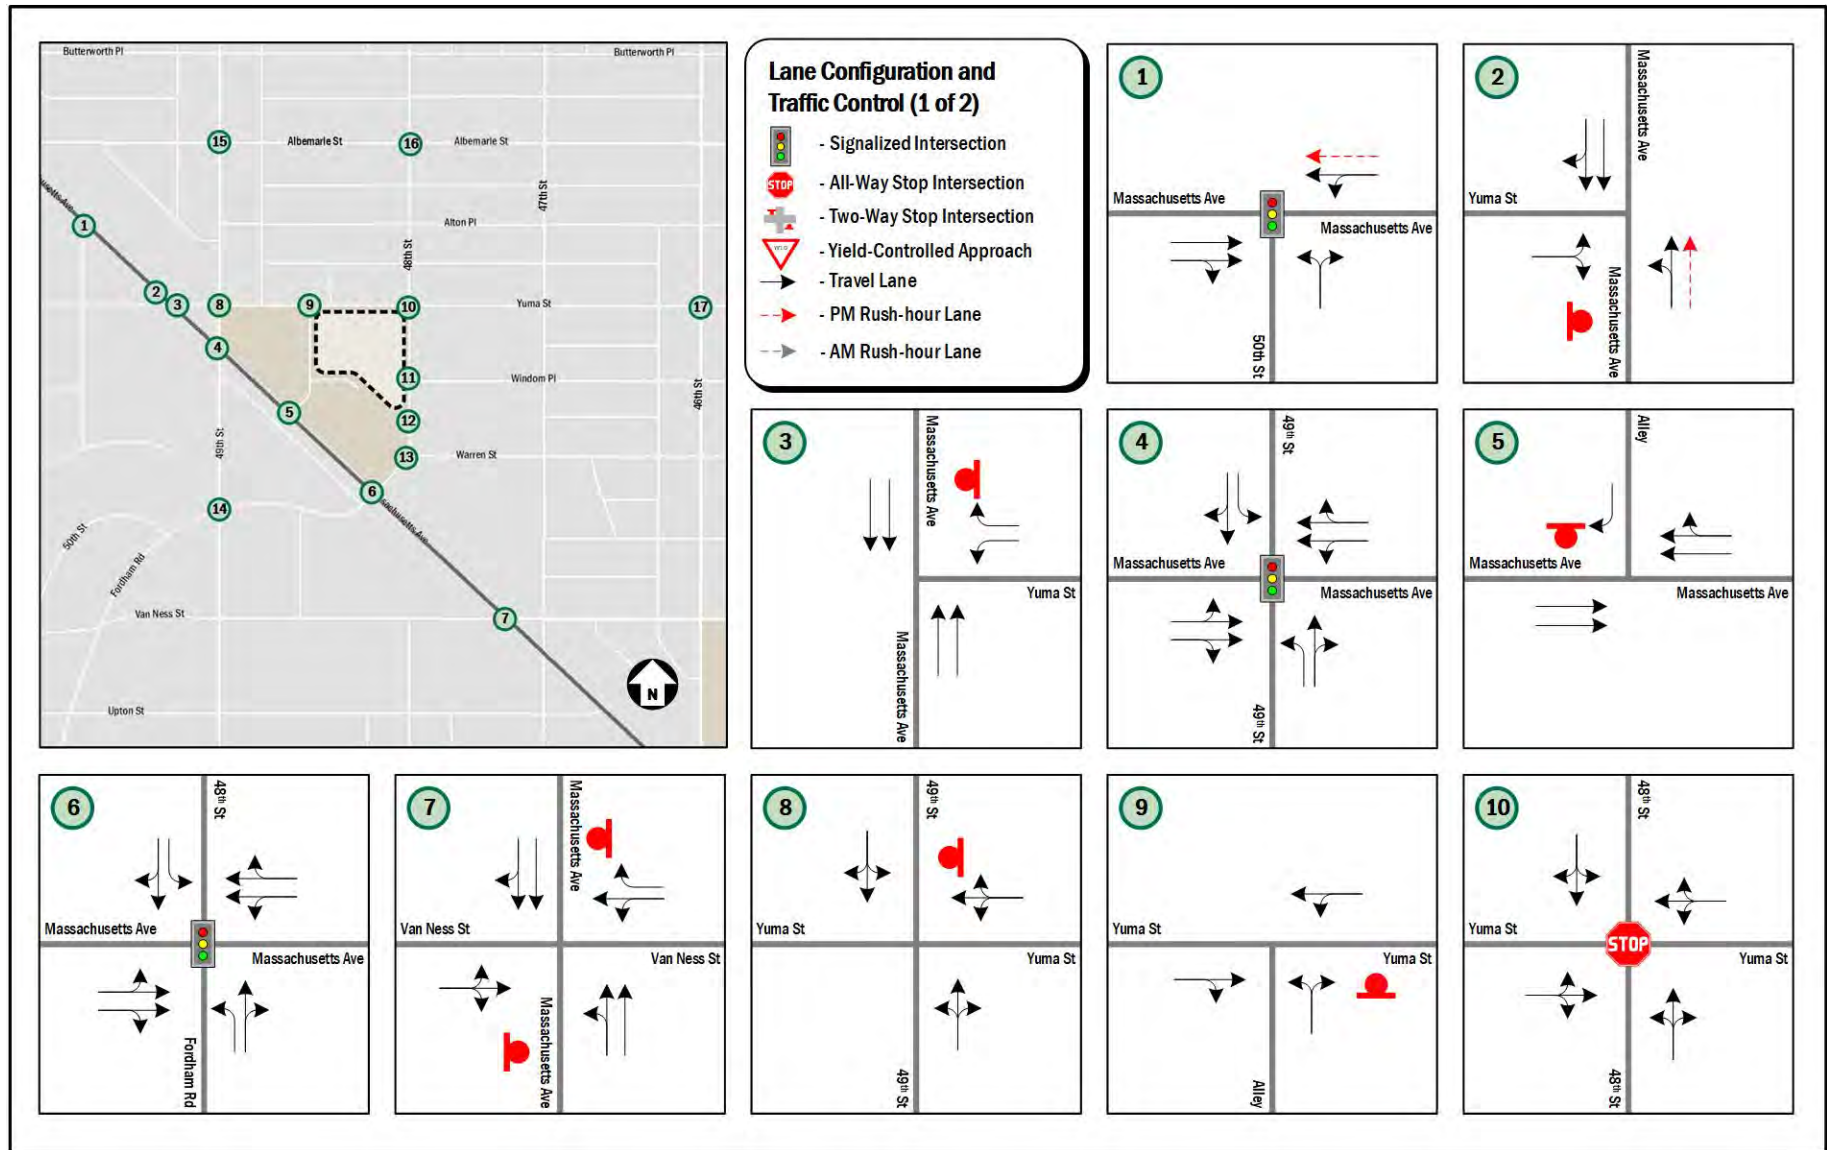 Butterworth Pl
Butterworth Pl
15
Albemarle St
16
Albemarle St
47th St
1
Alton Pl
48th St
2
3
8
9
10
Yuma St
17
4
11
Windom Pl
46th St
5
12
49th St
13
Warren St
6
14
50th St
Fordham Rd
Van Ness St
7
N
Upton St
Lane Configuration and
Traffic Control (1 of 2)
- Signalized Intersection
STOP
- All-Way Stop Intersection
- Two-Way Stop Intersection
- Yield-Controlled Approach
- Travel Lane
- PM Rush-hour Lane
- AM Rush-hour Lane
1
Massachusetts Ave
Massachusetts Ave
50th St
2
Massachusetts Ave
Yuma St
Massachusetts Ave
3
Massachusetts Ave
Yuma St
Massachusetts Ave
4
49th St
Massachusetts Ave
Massachusetts Ave
49th St
5
Alley
Massachusetts Ave
Massachusetts Ave
6
48th St
Massachusetts Ave
Massachusetts Ave
Fordham Rd
7
Massachusetts Ave
Van Ness St
Van Ness St
Massachusetts Ave
8
49th St
Yuma St
Yuma St
49th St
9
Yuma St
Yuma St
Alley
10
48th St
Yuma St
STOP
Yuma St
48th St